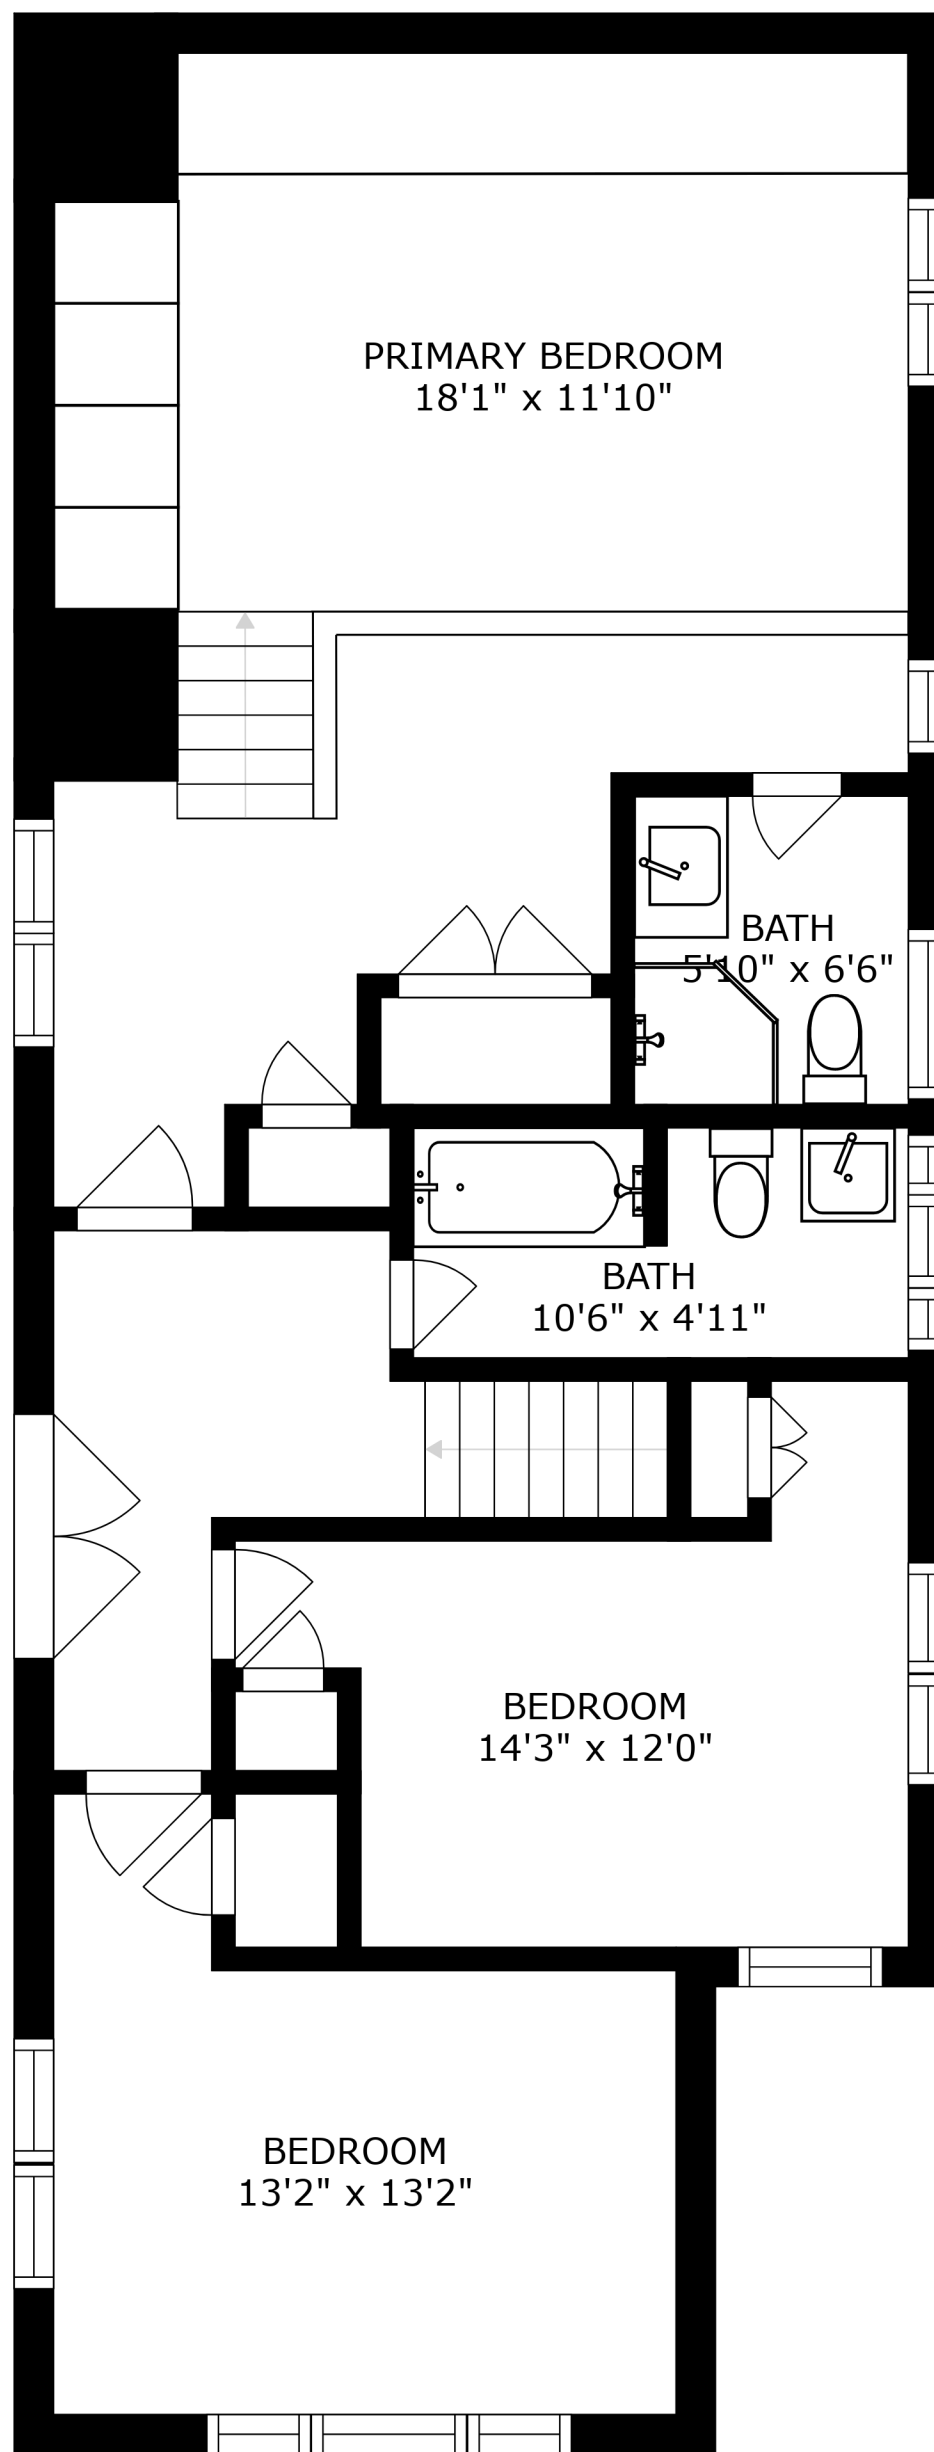 PRIMARY BEDROOM
18'1" x 11'10"
BATH
5'10" x 6'6"
BATH
10'6" x 4'11"
BEDROOM
14'3" x 12'0"
BEDROOM
13'2" x 13'2"